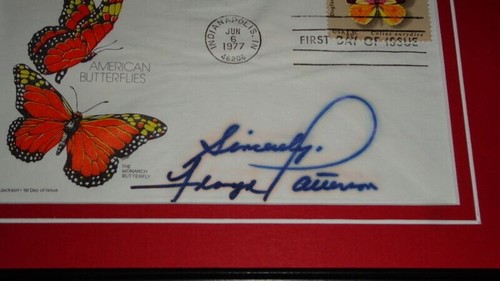 INDIANAPOLIS, IN
JUN
6
1977
46206
FIRST DAY OF ISSUE
Colias eurydice
AMERICAN
BUTTERFLIES
THE
MONARCH
BUTTERFLY
Jackson • 1st Day of Issue
Sincerely,
Floyd Patterson